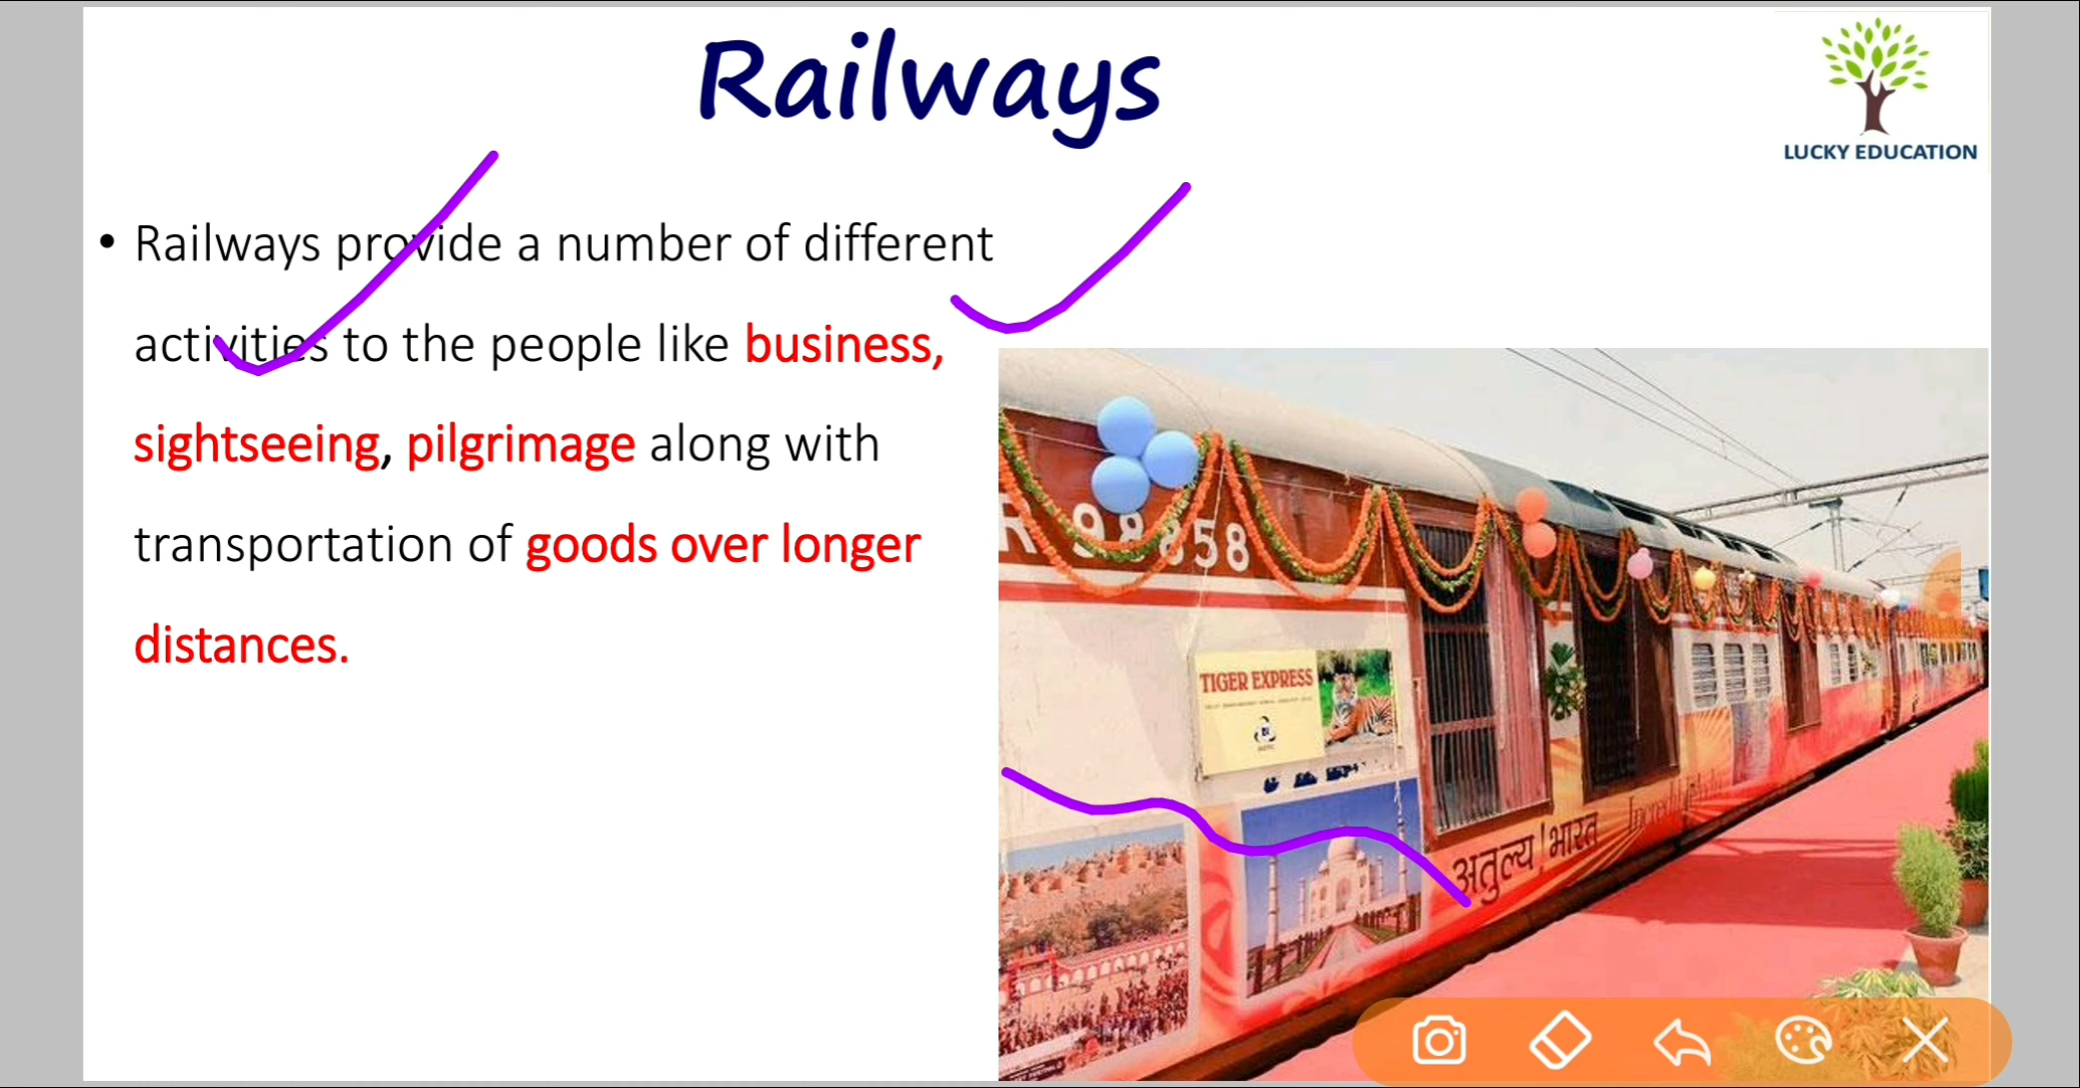 Railways
LUCKY EDUCATION
• Railways provide a number of different
activities to the people like business,
sightseeing, pilgrimage along with
transportation of goods over longer
distances.
R 98858
TIGER EXPRESS
अतुल्य ! भारत